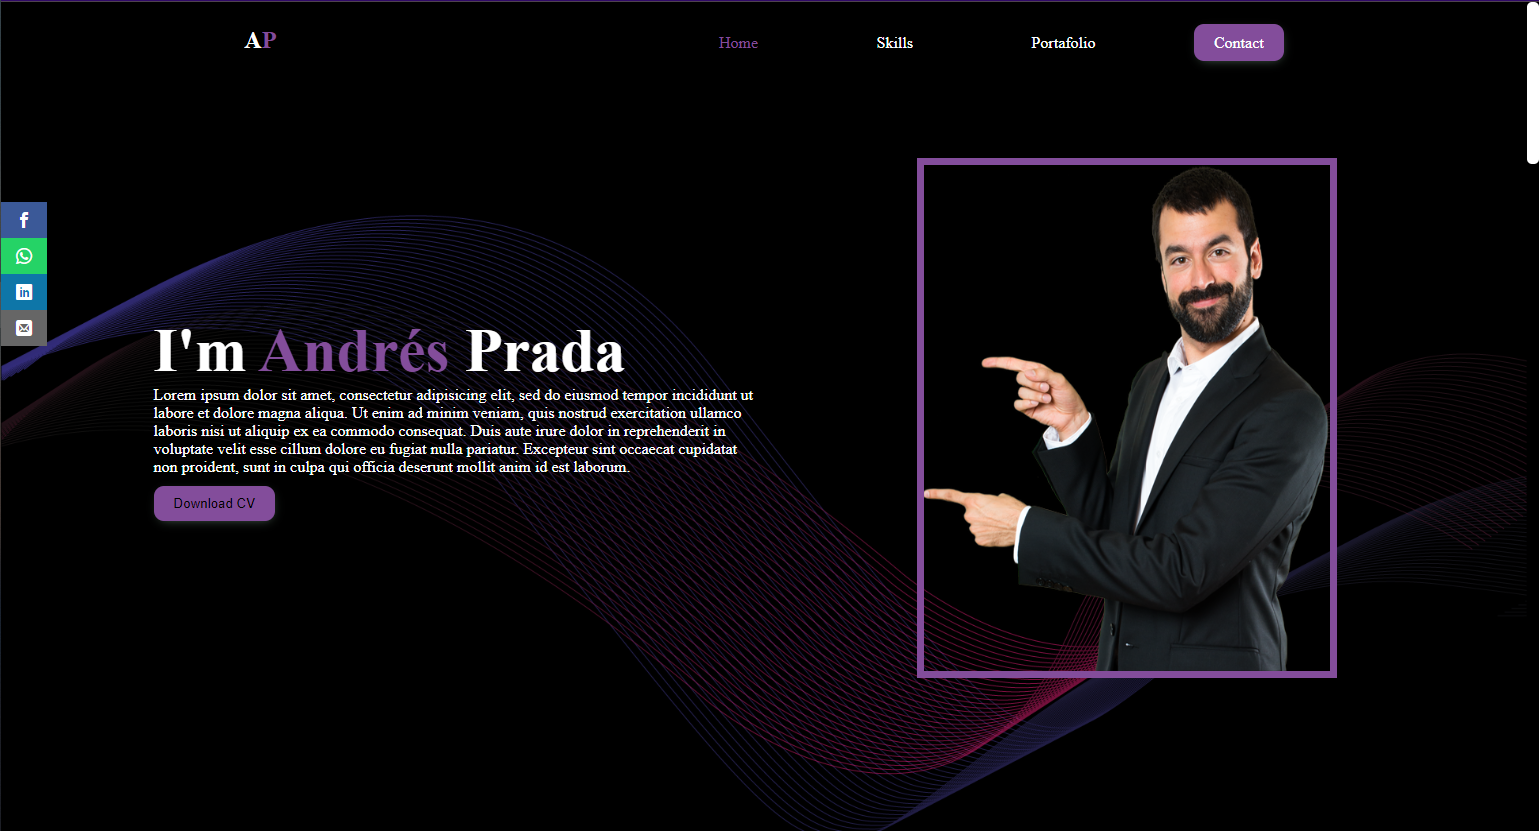 AP
Home
Skills
Portafolio
Contact
I'm Andrés Prada
Lorem ipsum dolor sit amet, consectetur adipisicing elit, sed do eiusmod tempor incididunt ut
labore et dolore magna aliqua. Ut enim ad minim veniam, quis nostrud exercitation ullamco
laboris nisi ut aliquip ex ea commodo consequat. Duis aute irure dolor in reprehenderit in
voluptate velit esse cillum dolore eu fugiat nulla pariatur. Excepteur sint occaecat cupidatat
non proident, sunt in culpa qui officia deserunt mollit anim id est laborum.
Download CV